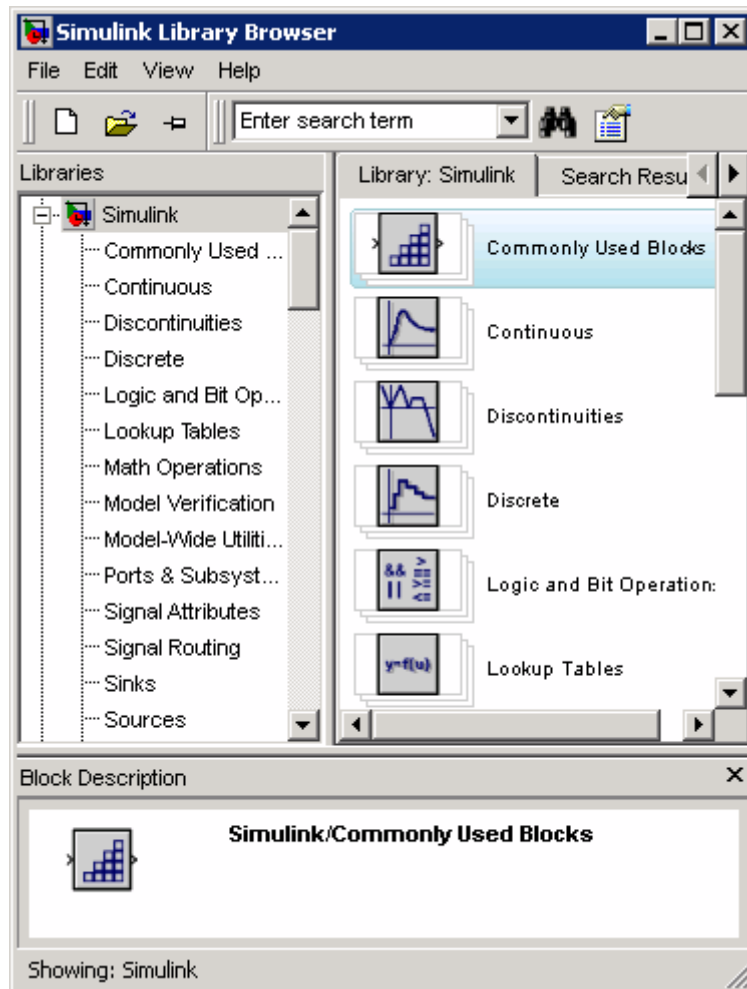 Simulink Library Browser
File Edit View Help
Enter search term
Libraries
Library: Simulink
Search Resu
Simulink
Commonly Used ...
Continuous
Discontinuities
Discrete
Logic and Bit Op...
Lookup Tables
Math Operations
Model Verification
Model-Wide Utiliti...
Ports & Subsyst...
Signal Attributes
Signal Routing
Sinks
Sources
Commonly Used Blocks
Continuous
Discontinuities
Discrete
&& > ==
|| >= <=
Logic and Bit Operation:
y=f(u)
Lookup Tables
Block Description
Simulink/Commonly Used Blocks
Showing: Simulink